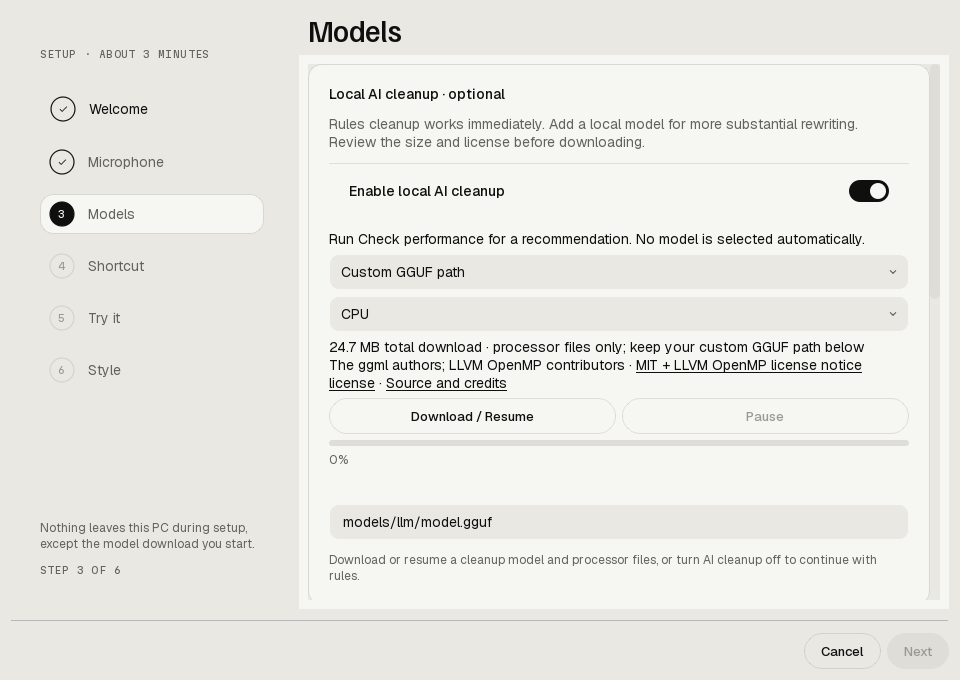 Models
SETUP · ABOUT 3 MINUTES
Welcome
Microphone
3 Models
4 Shortcut
5 Try it
6 Style
Nothing leaves this PC during setup,
except the model download you start.
STEP 3 OF 6
Local AI cleanup · optional
Rules cleanup works immediately. Add a local model for more substantial rewriting.
Review the size and license before downloading.
Enable local AI cleanup
Run Check performance for a recommendation. No model is selected automatically.
Custom GGUF path
CPU
24.7 MB total download · processor files only; keep your custom GGUF path below
The ggml authors; LLVM OpenMP contributors · MIT + LLVM OpenMP license notice
license · Source and credits
Download / Resume
Pause
0%
models/llm/model.gguf
Download or resume a cleanup model and processor files, or turn AI cleanup off to continue with
rules.
Cancel
Next